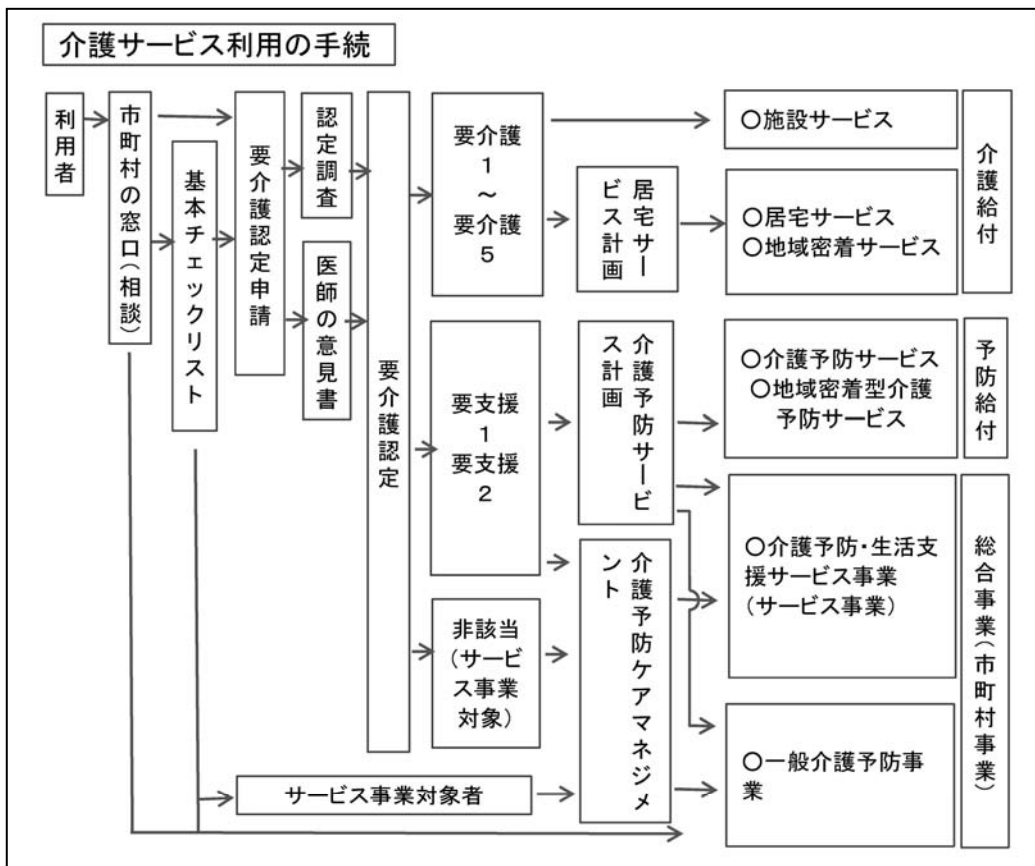 介護サービス利用の手続
利用者
市町村の窓口(相談)
基本チェックリスト
要介護認定申請
認定調査
医師の意見書
要介護認定
要介護
1
～
要介護
5
居宅サー
ビス計画
〇施設サービス
〇居宅サービス
〇地域密着サービス
介護給付
要支援
1
要支援
2
介護予防サービ
ス計画
〇介護予防サービス
〇地域密着型介護
予防サービス
予防給付
非該当
(サービ
ス事業
対象)
介護予防ケアマネジメ
ント
〇介護予防・生活支
援サービス事業
(サービス事業)
総合事業(市町村事業)
サービス事業対象者
〇一般介護予防事
業